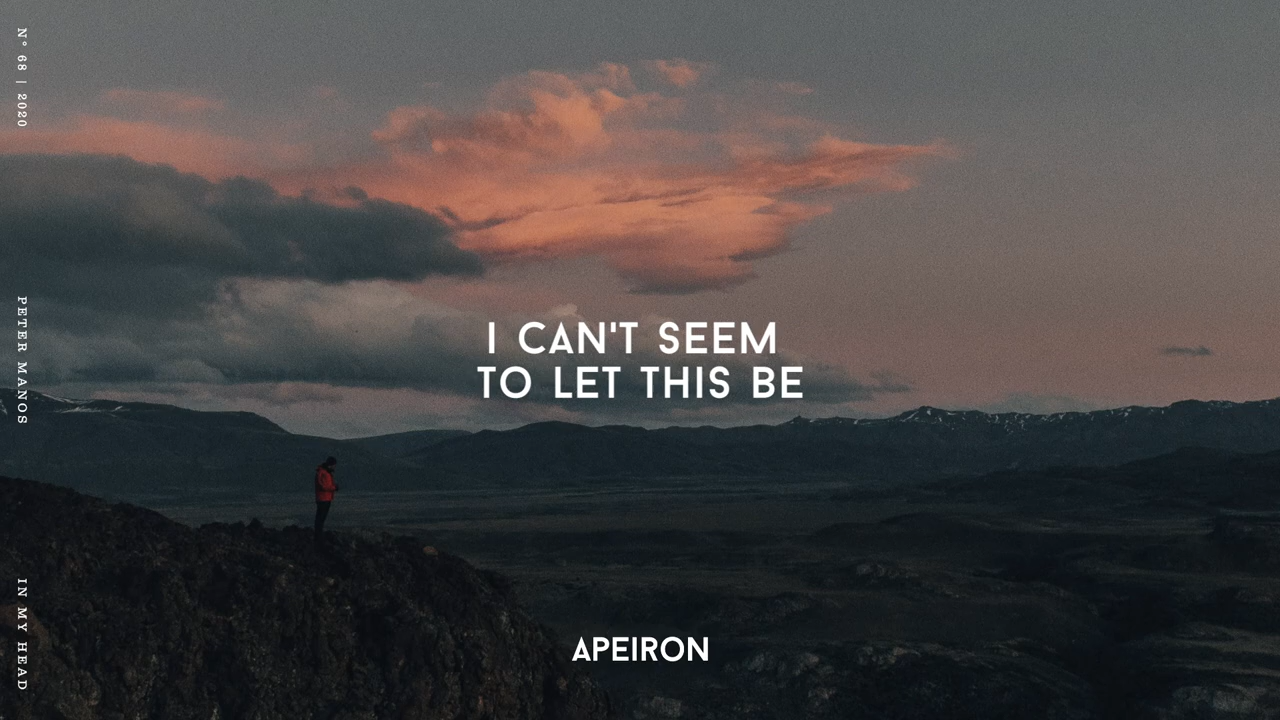 N° 68 | 2020
PETER MANOS
IN MY HEAD
I CAN'T SEEM
TO LET THIS BE
APEIRON